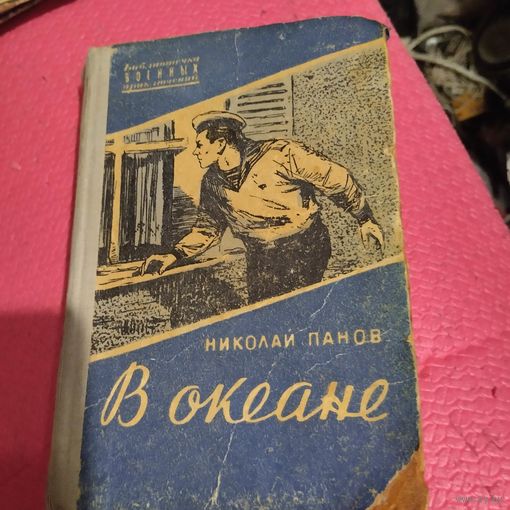 Библиотечка
ВОЕННЫХ
приключений
НИКОЛАЙ ПАНОВ
В океане